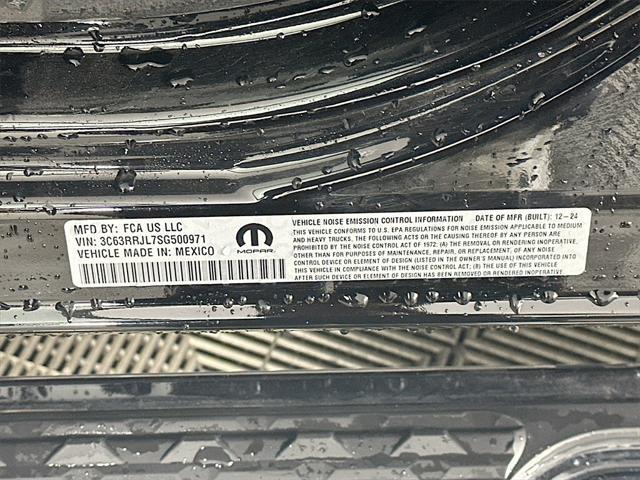 MFD BY: FCA US LLC
VIN: 3C63RRJL7SG500971
VEHICLE MADE IN: MEXICO
MOPAR
VEHICLE NOISE EMISSION CONTROL INFORMATION DATE OF MFR (BUILT): 12-24
THIS VEHICLE CONFORMS TO U.S. EPA REGULATIONS FOR NOISE EMISSION APPLICABLE TO MEDIUM
AND HEAVY TRUCKS. THE FOLLOWING ACTS OR THE CAUSING THEREOF BY ANY PERSON ARE
PROHIBITED BY THE NOISE CONTROL ACT OF 1972: (A) THE REMOVAL OR RENDERING INOPERATIVE,
OTHER THAN FOR PURPOSES OF MAINTENANCE, REPAIR, OR REPLACEMENT, OF ANY NOISE
CONTROL DEVICE OR ELEMENT OF DESIGN (LISTED IN THE OWNER'S MANUAL) INCORPORATED INTO
THIS VEHICLE IN COMPLIANCE WITH THE NOISE CONTROL ACT; (B) THE USE OF THIS VEHICLE
AFTER SUCH DEVICE OR ELEMENT OF DESIGN HAS BEEN REMOVED OR RENDERED INOPERATIVE